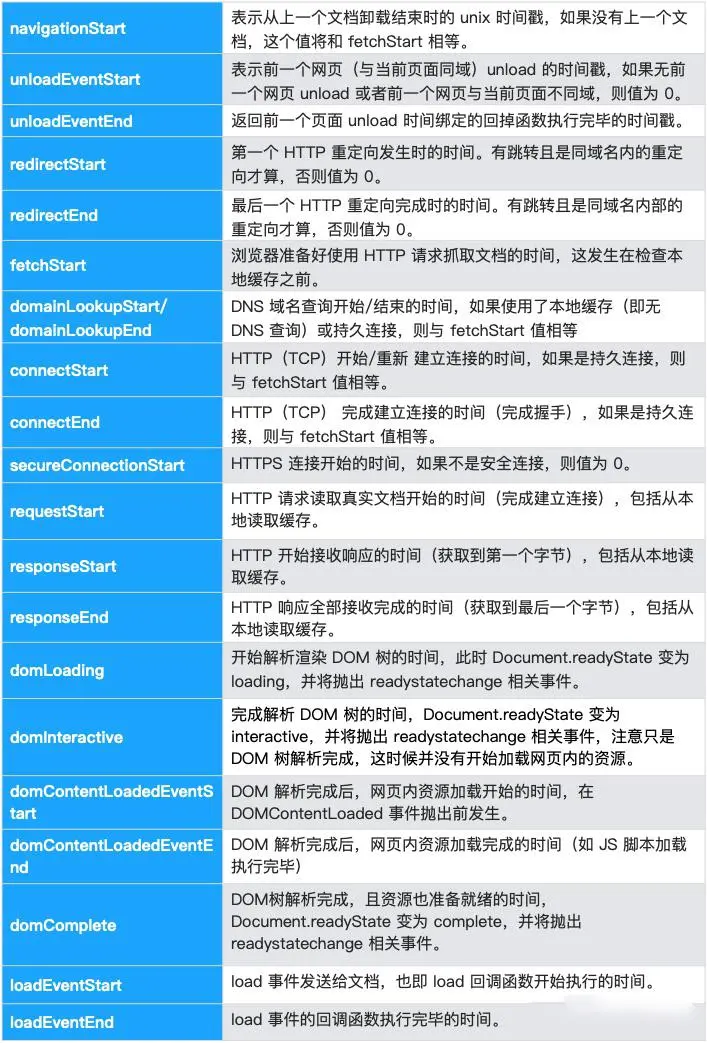 navigationStart
表示从上一个文档卸载结束时的 unix 时间戳，如果没有上一个文
档，这个值将和 fetchStart 相等。
unloadEventStart
表示前一个网页（与当前页面同域）unload 的时间戳，如果无前
一个网页 unload 或者前一个网页与当前页面不同域，则值为 0。
unloadEventEnd
返回前一个页面 unload 时间绑定的回掉函数执行完毕的时间戳。
redirectStart
第一个 HTTP 重定向发生时的时间。有跳转且是同域名内的重定
向才算，否则值为 0。
redirectEnd
最后一个 HTTP 重定向完成时的时间。有跳转且是同域名内部的
重定向才算，否则值为 0。
fetchStart
浏览器准备好使用 HTTP 请求抓取文档的时间，这发生在检查本
地缓存之前。
domainLookupStart/
domainLookupEnd
DNS 域名查询开始/结束的时间，如果使用了本地缓存（即无
DNS 查询）或持久连接，则与 fetchStart 值相等
connectStart
HTTP（TCP）开始/重新 建立连接的时间，如果是持久连接，则
与 fetchStart 值相等。
connectEnd
HTTP（TCP） 完成建立连接的时间（完成握手），如果是持久连
接，则与 fetchStart 值相等。
secureConnectionStart
HTTPS 连接开始的时间，如果不是安全连接，则值为 0。
requestStart
HTTP 请求读取真实文档开始的时间（完成建立连接），包括从本
地读取缓存。
responseStart
HTTP 开始接收响应的时间（获取到第一个字节），包括从本地读
取缓存。
responseEnd
HTTP 响应全部接收完成的时间（获取到最后一个字节），包括从
本地读取缓存。
domLoading
开始解析渲染 DOM 树的时间，此时 Document.readyState 变为
loading，并将抛出 readystatechange 相关事件。
domInteractive
完成解析 DOM 树的时间，Document.readyState 变为
interactive，并将抛出 readystatechange 相关事件，注意只是
DOM 树解析完成，这时候并没有开始加载网页内的资源。
domContentLoadedEventS
tart
DOM 解析完成后，网页内资源加载开始的时间，在
DOMContentLoaded 事件抛出前发生。
domContentLoadedEventE
nd
DOM 解析完成后，网页内资源加载完成的时间（如 JS 脚本加载
执行完毕）
domComplete
DOM树解析完成，且资源也准备就绪的时间，
Document.readyState 变为 complete，并将抛出
readystatechange 相关事件。
loadEventStart
load 事件发送给文档，也即 load 回调函数开始执行的时间。
loadEventEnd
load 事件的回调函数执行完毕的时间。